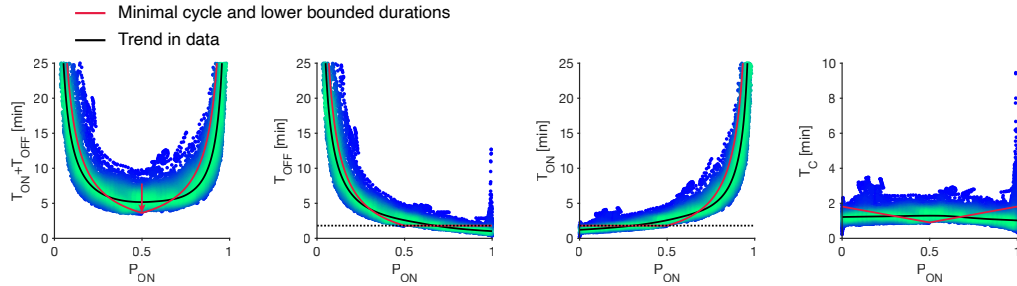 Minimal cycle and lower bounded durations
Trend in data
T_ON+T_OFF [min]
25
20
15
10
5
0
0 0.5 1
P_ON
T_OFF [min]
25
20
15
10
5
0
0 0.5 1
P_ON
T_ON [min]
25
20
15
10
5
0
0 0.5 1
P_ON
T_C [min]
10
8
6
4
2
0
0 0.5 1
P_ON